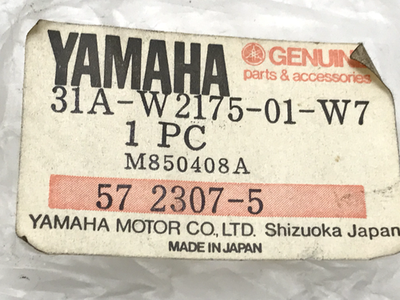 YAMAHA GENUIN
parts & accessories
31A-W2175-01-W7
1 PC
M850408A
57 2307-5
YAMAHA MOTOR CO., LTD. Shizuoka Japan
MADE IN JAPAN